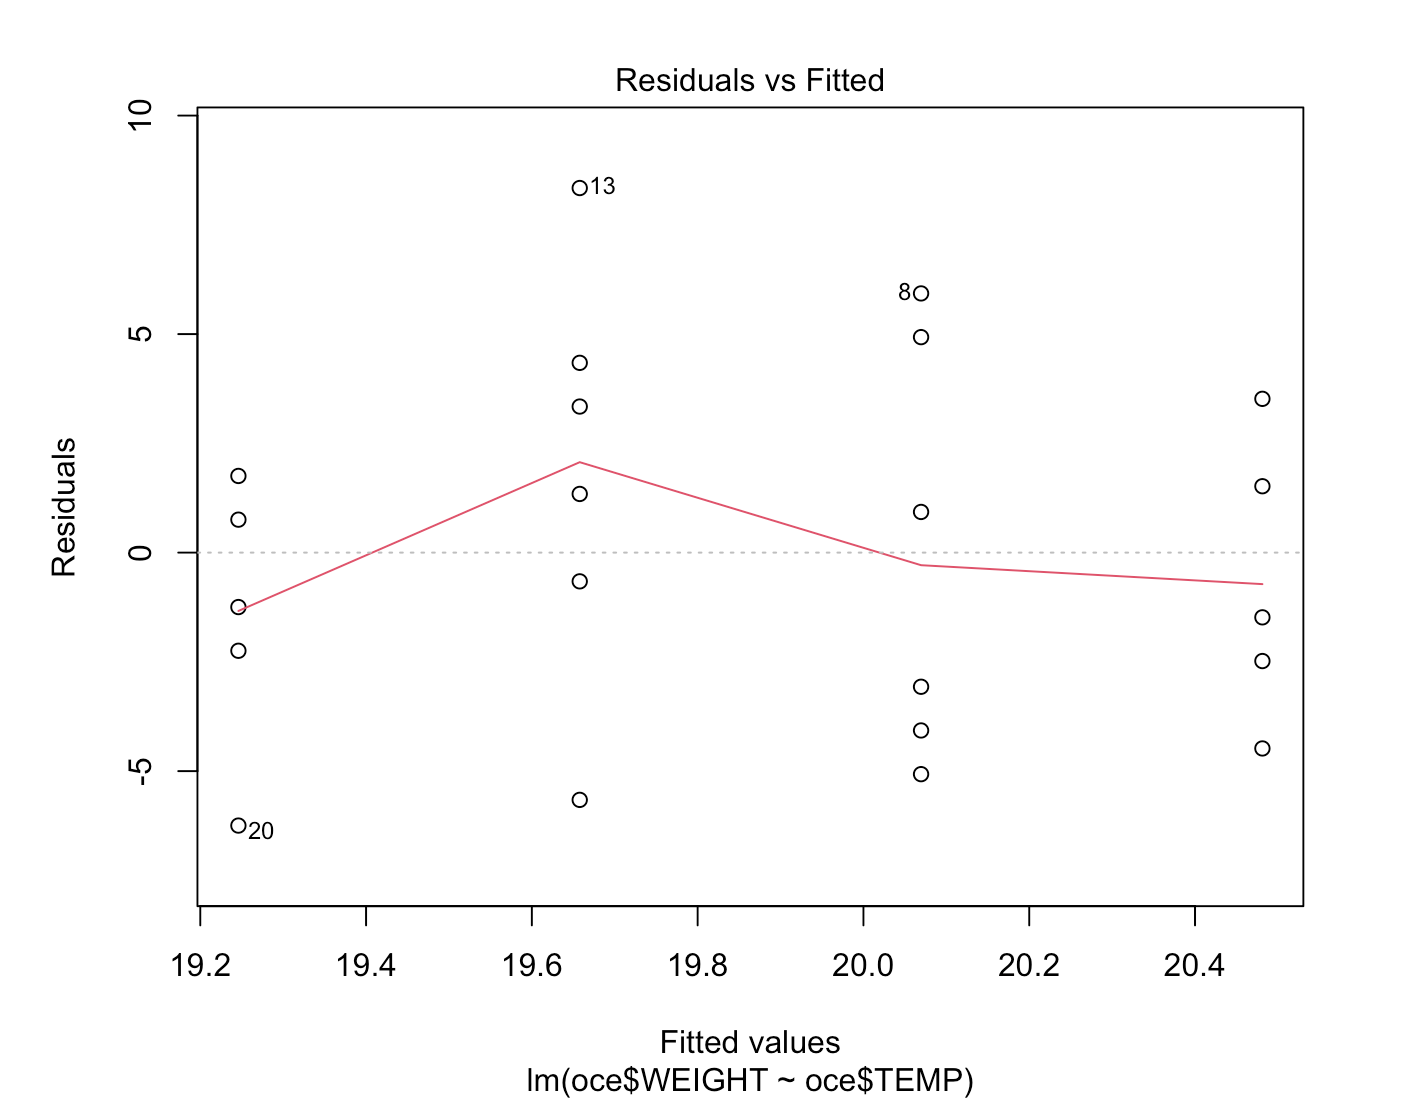 Residuals vs Fitted
10
5
0
-5
Residuals
13
8
20
19.2 19.4 19.6 19.8 20.0 20.2 20.4
Fitted values
lm(oce$WEIGHT ~ oce$TEMP)